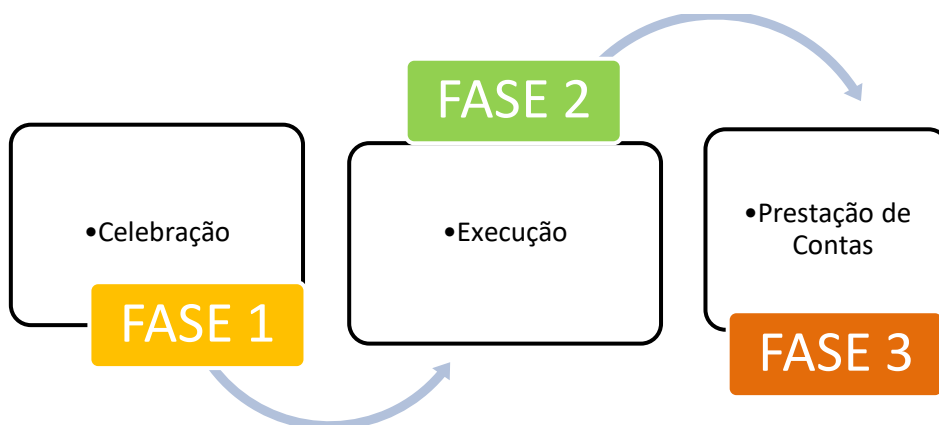 •Celebração
FASE 1
FASE 2
•Execução
•Prestação de
Contas
FASE 3